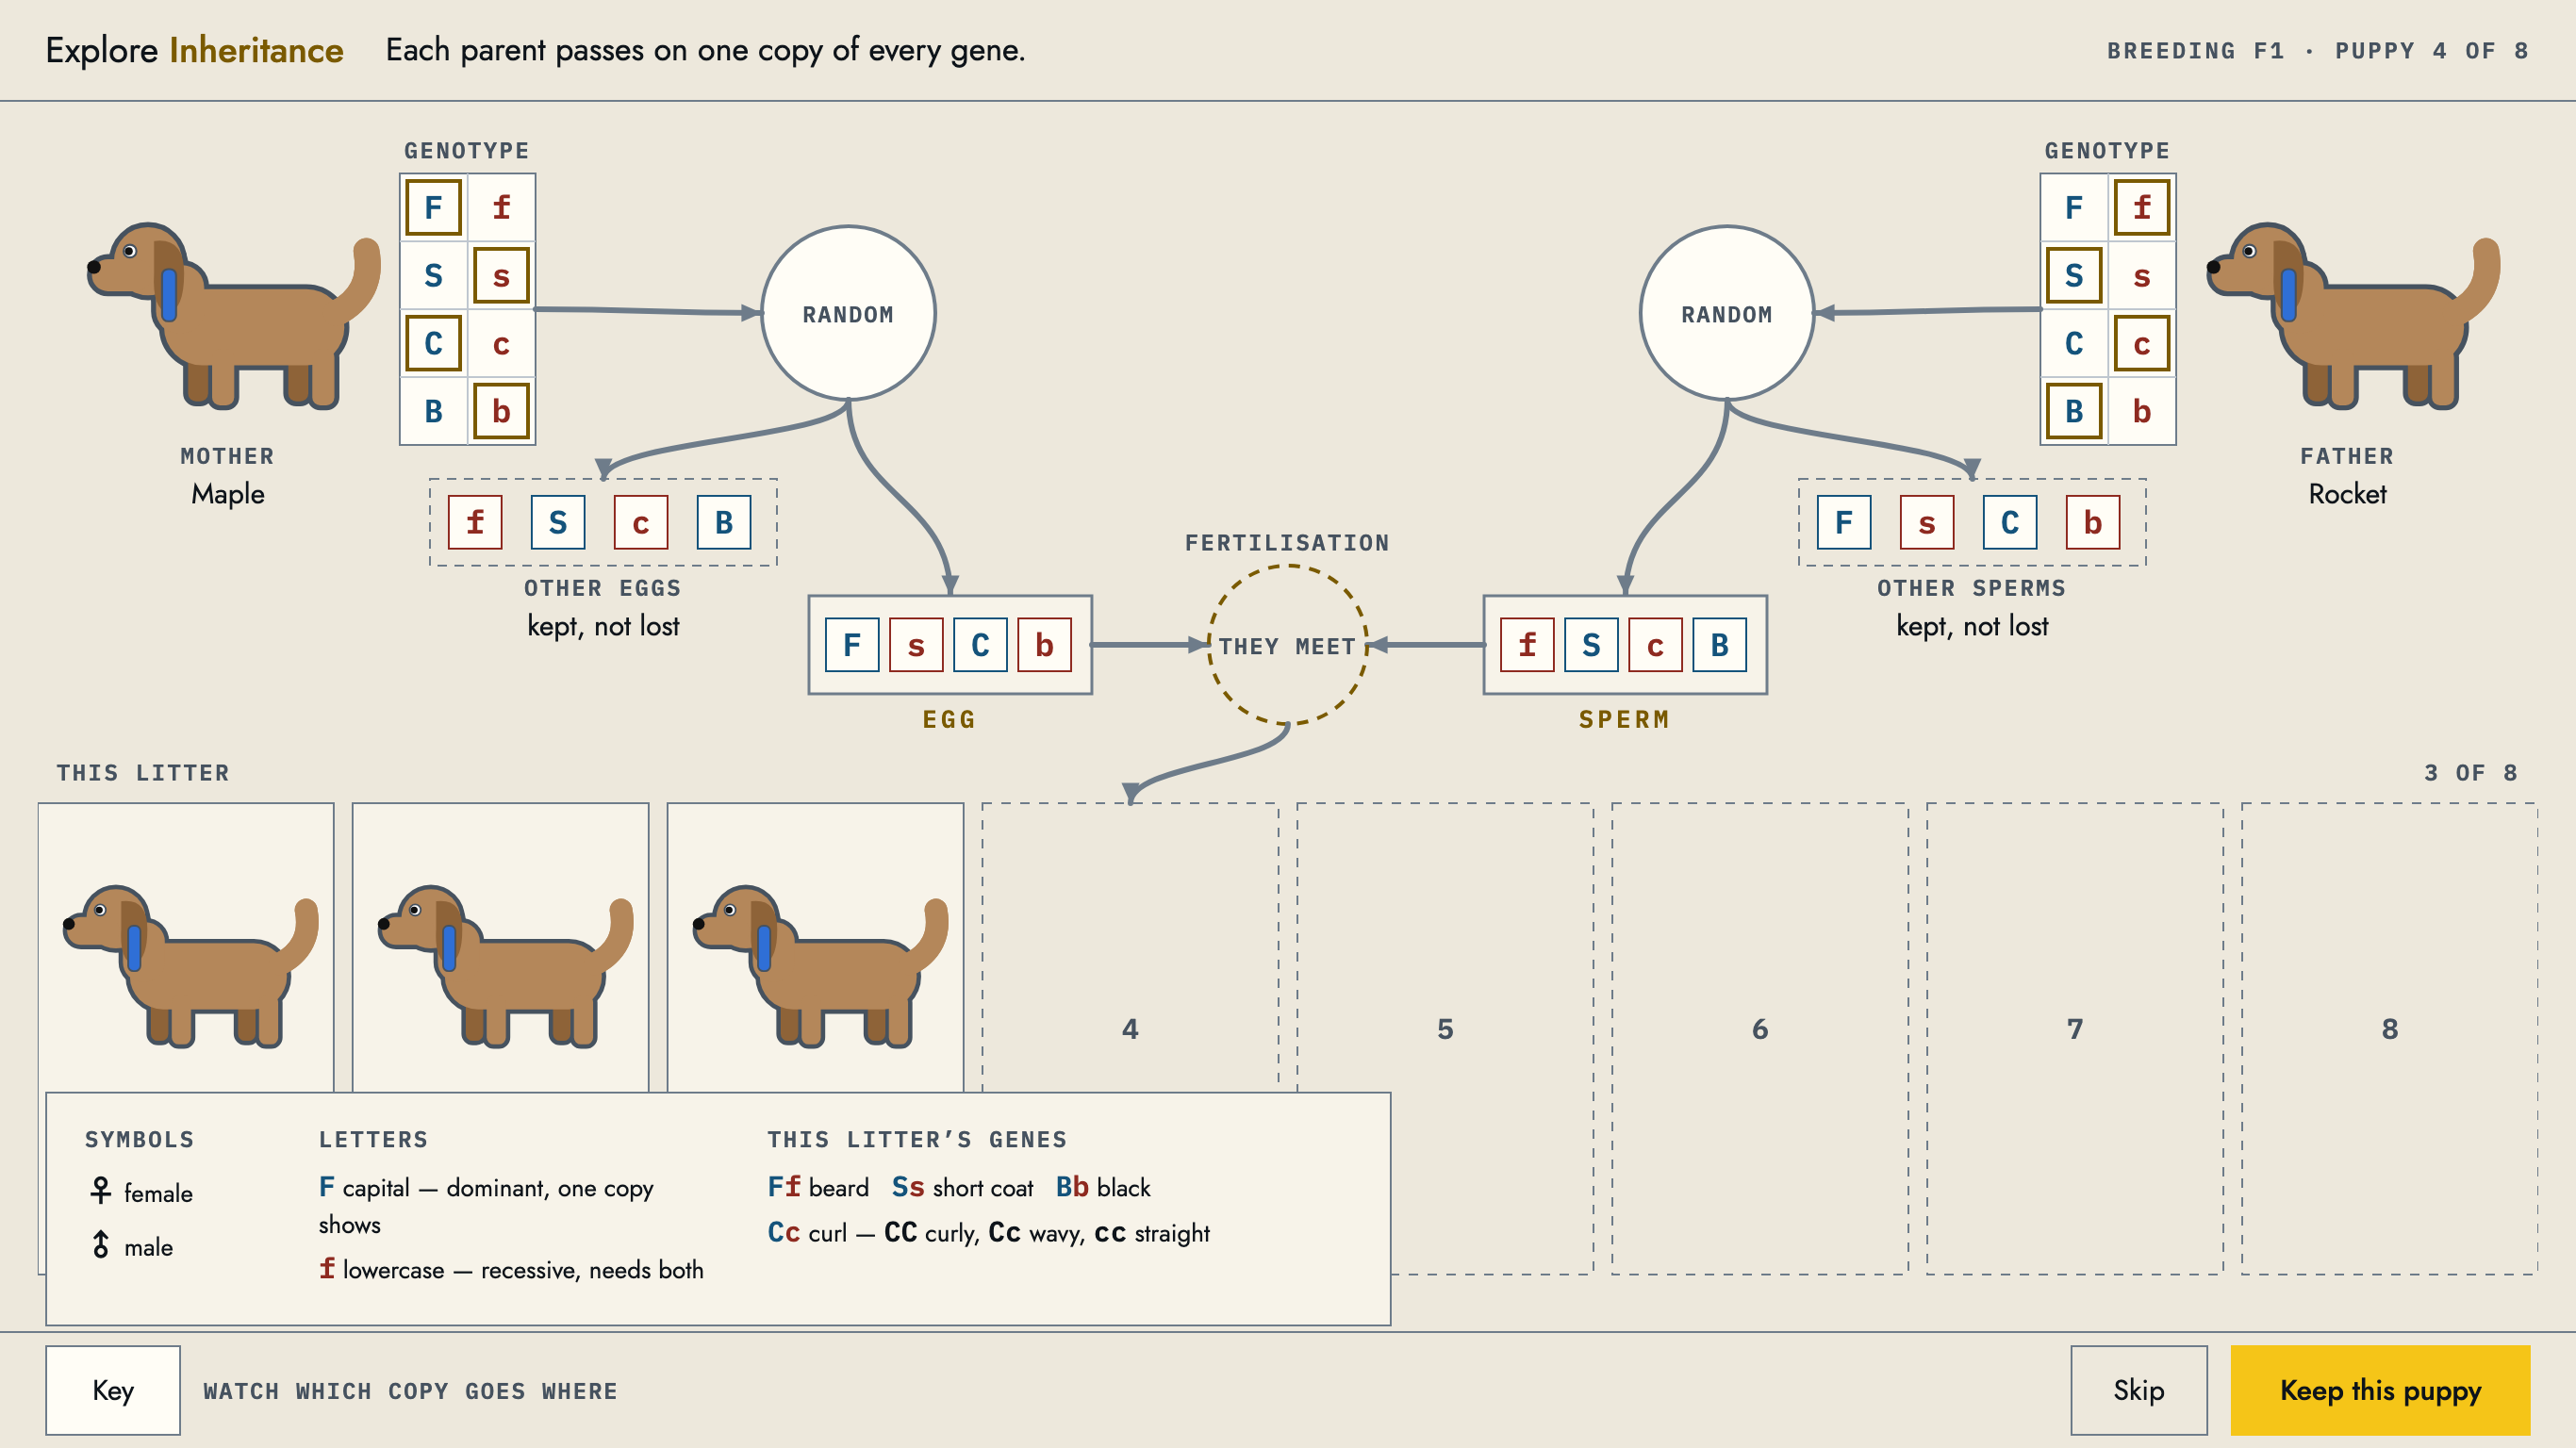 Explore Inheritance
Each parent passes on one copy of every gene.
BREEDING F1 · PUPPY 4 OF 8
GENOTYPE
F f
S s
C c
B b
MOTHER
Maple
RANDOM
f S c B
OTHER EGGS
kept, not lost
F s C b
EGG
FERTILISATION
THEY MEET
GENOTYPE
F f
S s
C c
B b
FATHER
Rocket
RANDOM
F s C b
OTHER SPERMS
kept, not lost
f S c B
SPERM
THIS LITTER
3 OF 8
4
5
6
7
8
SYMBOLS
♀ female
♂ male
LETTERS
F capital — dominant, one copy
shows
f lowercase — recessive, needs both
THIS LITTER’S GENES
Ff beard Ss short coat Bb black
Cc curl — CC curly, Cc wavy, cc straight
Key
WATCH WHICH COPY GOES WHERE
Skip
Keep this puppy